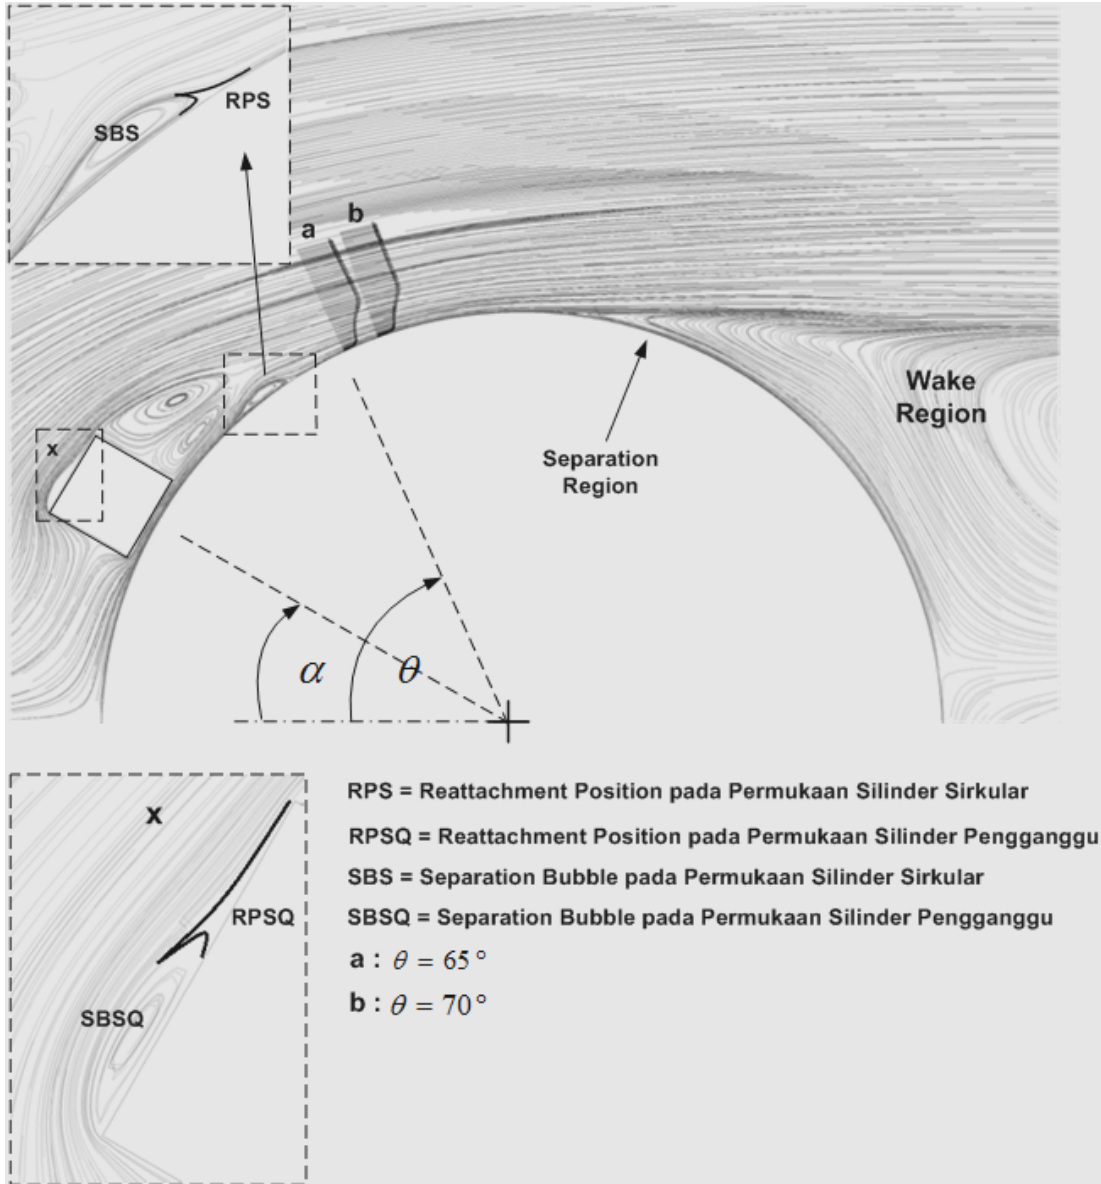 RPS
SBS
b
a
x
Wake
Region
Separation
Region
α
θ
x
RPSQ
SBSQ
RPS = Reattachment Position pada Permukaan Silinder Sirkular
RPSQ = Reattachment Position pada Permukaan Silinder Pengganggu
SBS = Separation Bubble pada Permukaan Silinder Sirkular
SBSQ = Separation Bubble pada Permukaan Silinder Pengganggu
a : θ = 65°
b : θ = 70°